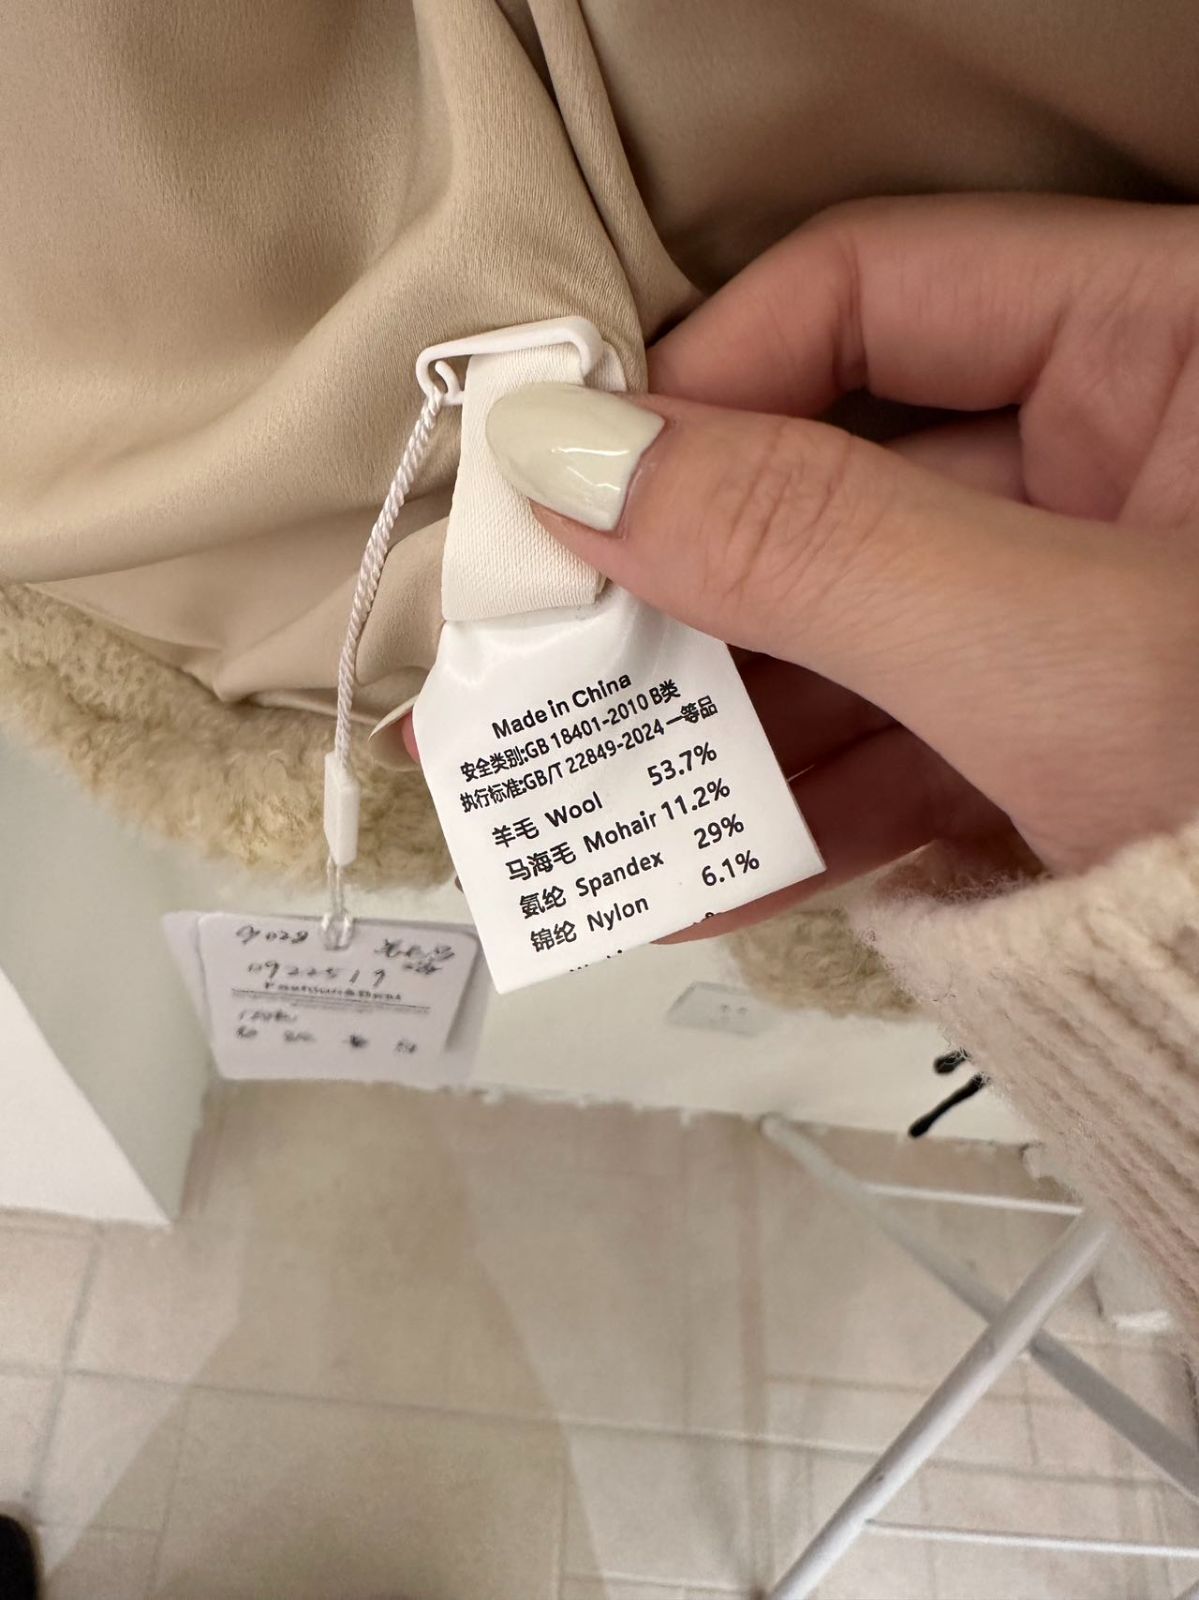 Made in China
安全类别:GB 18401-2010 B类
执行标准:GB/T 22849-2024 一等品
羊毛 Wool 53.7%
马海毛 Mohair 11.2%
氨纶 Spandex 29%
锦纶 Nylon 6.1%
0922519